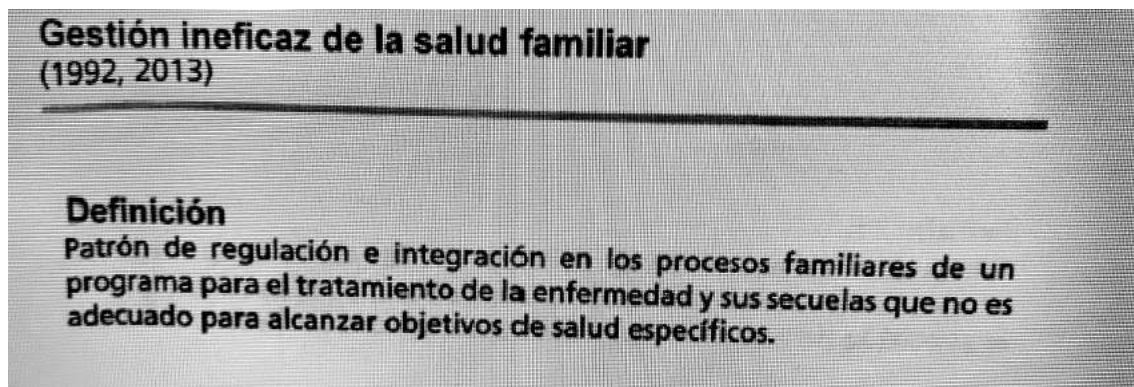 Gestión ineficaz de la salud familiar
(1992, 2013)
Definición
Patrón de regulación e integración en los procesos familiares de un
programa para el tratamiento de la enfermedad y sus secuelas que no es
adecuado para alcanzar objetivos de salud específicos.